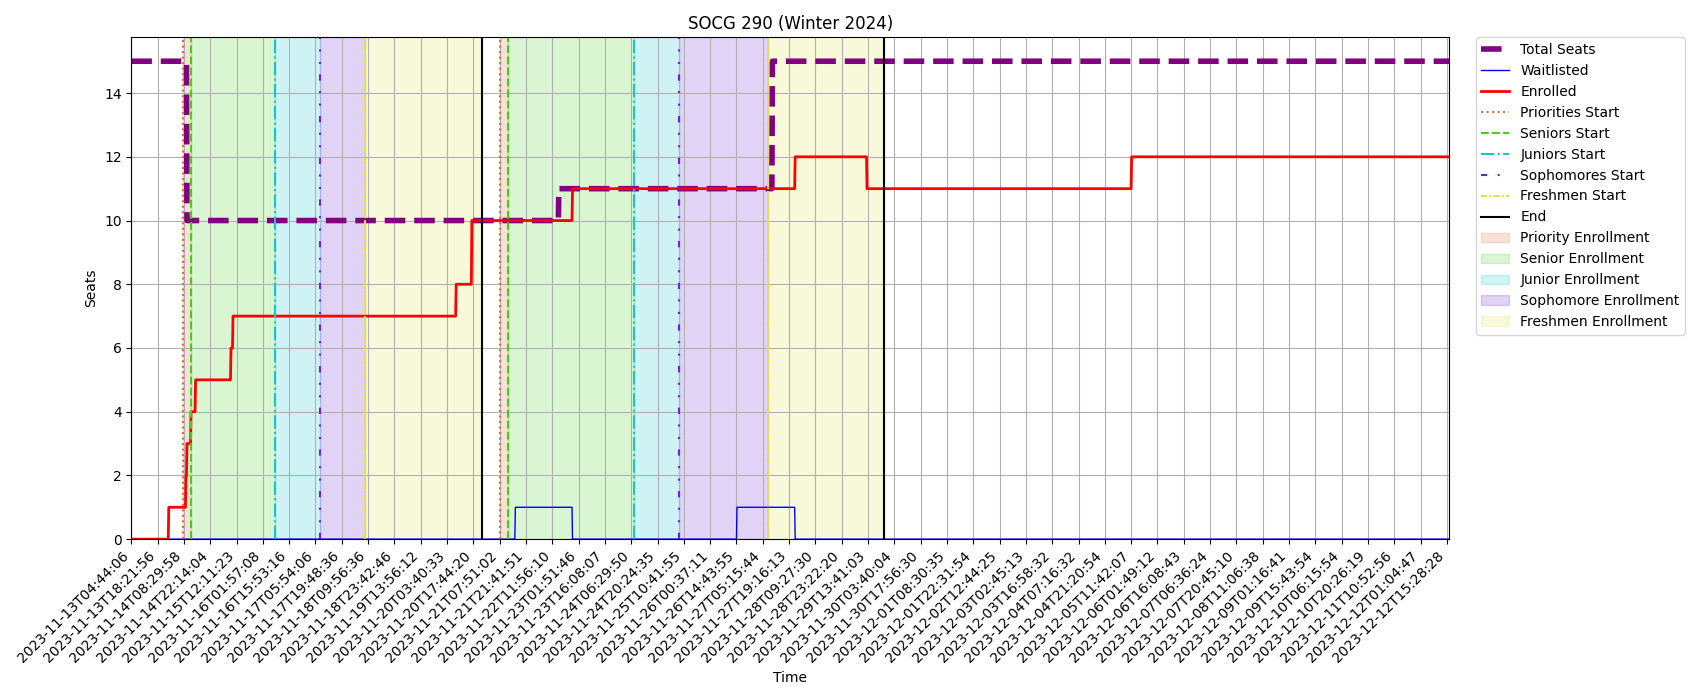 SOCG 290 (Winter 2024)
Seats
14
12
10
8
6
4
2
0
2023-11-13T04:44:06
2023-11-13T18:21:56
2023-11-14T08:29:58
2023-11-14T22:14:04
2023-11-15T12:11:23
2023-11-16T01:57:08
2023-11-16T15:53:16
2023-11-17T05:54:06
2023-11-17T19:48:36
2023-11-18T09:56:36
2023-11-18T23:42:46
2023-11-19T13:56:12
2023-11-20T03:40:33
2023-11-20T17:44:20
2023-11-21T07:51:02
2023-11-21T21:41:51
2023-11-22T11:56:10
2023-11-23T01:51:46
2023-11-23T16:08:07
2023-11-24T06:29:50
2023-11-24T20:24:35
2023-11-25T10:41:55
2023-11-26T00:37:11
2023-11-26T14:43:55
2023-11-27T05:15:44
2023-11-27T19:16:13
2023-11-28T09:27:30
2023-11-28T23:22:20
2023-11-29T13:41:03
2023-11-30T03:40:04
2023-11-30T17:56:30
2023-12-01T08:30:35
2023-12-01T22:31:54
2023-12-02T12:44:25
2023-12-03T02:45:13
2023-12-03T16:58:32
2023-12-04T07:16:32
2023-12-04T21:20:54
2023-12-05T11:42:07
2023-12-06T01:49:12
2023-12-06T16:08:43
2023-12-07T06:36:24
2023-12-07T20:45:10
2023-12-08T11:06:38
2023-12-09T01:16:41
2023-12-09T15:43:54
2023-12-10T06:15:54
2023-12-10T20:26:19
2023-12-11T10:52:56
2023-12-12T01:04:47
2023-12-12T15:28:28
Time
Total Seats
Waitlisted
Enrolled
Priorities Start
Seniors Start
Juniors Start
Sophomores Start
Freshmen Start
End
Priority Enrollment
Senior Enrollment
Junior Enrollment
Sophomore Enrollment
Freshmen Enrollment